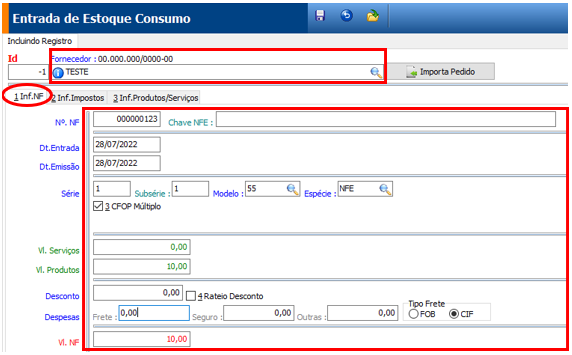 Entrada de Estoque Consumo
Incluindo Registro
Id Fornecedor : 00.000.000/0000-00
-1 TESTE Importa Pedido
1 Inf.NF 2 Inf.Impostos 3 Inf.Produtos/Serviços
Nº. NF 000000123 Chave NFE :
Dt.Entrada 28/07/2022
Dt.Emissão 28/07/2022
Série 1 Subsérie : 1 Modelo : 55 Espécie : NFE
3 CFOP Múltiplo
Vl. Serviços 0,00
Vl. Produtos 10,00
Desconto 0,00 4 Rateio Desconto
Tipo Frete
Despesas Frete : 0,00 Seguro : 0,00 Outras : 0,00 FOB CIF
Vl. NF 10,00